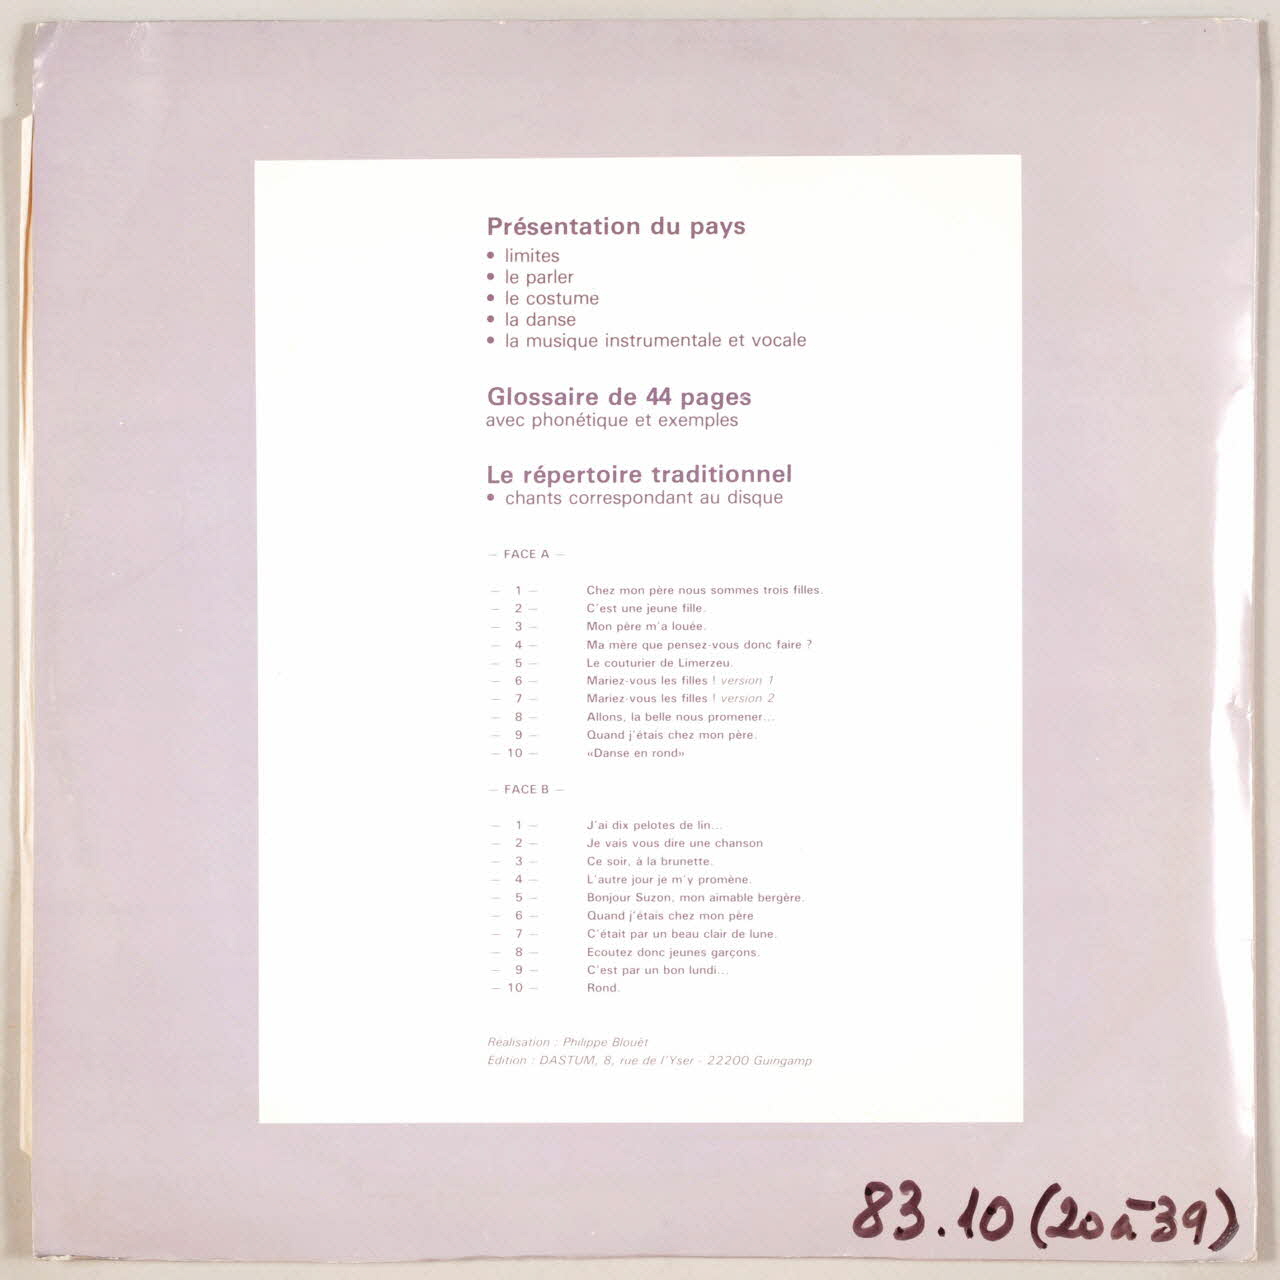 Présentation du pays
• limites
• le parler
• le costume
• la danse
• la musique instrumentale et vocale
Glossaire de 44 pages
avec phonétique et exemples
Le répertoire traditionnel
• chants correspondant au disque
– FACE A –
– 1 – Chez mon père nous sommes trois filles.
– 2 – C'est une jeune fille.
– 3 – Mon père m'a louée.
– 4 – Ma mère que pensez-vous donc faire ?
– 5 – Le couturier de Limerzeu.
– 6 – Mariez-vous les filles ! version 1
– 7 – Mariez-vous les filles ! version 2
– 8 – Allons, la belle nous promener...
– 9 – Quand j'étais chez mon père.
– 10 – «Danse en rond»
– FACE B –
– 1 – J'ai dix pelotes de lin...
– 2 – Je vais vous dire une chanson
– 3 – Ce soir, à la brunette.
– 4 – L'autre jour je m'y promène.
– 5 – Bonjour Suzon, mon aimable bergère.
– 6 – Quand j'étais chez mon père
– 7 – C'était par un beau clair de lune.
– 8 – Ecoutez donc jeunes garçons.
– 9 – C'est par un bon lundi...
– 10 – Rond.
Réalisation : Philippe Blouët
Edition : DASTUM, 8, rue de l'Yser - 22200 Guingamp
83.10 (20 à 39)